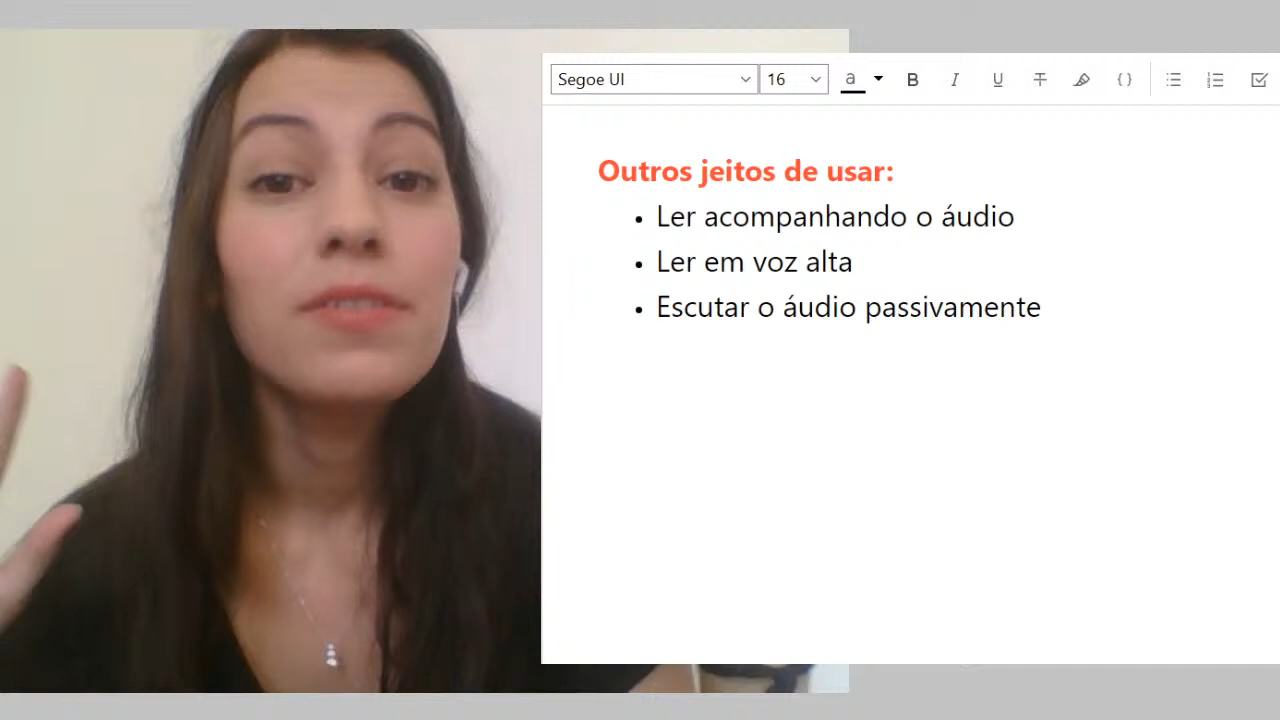 Segoe UI 16 a B I U T { }
Outros jeitos de usar:
• Ler acompanhando o áudio
• Ler em voz alta
• Escutar o áudio passivamente